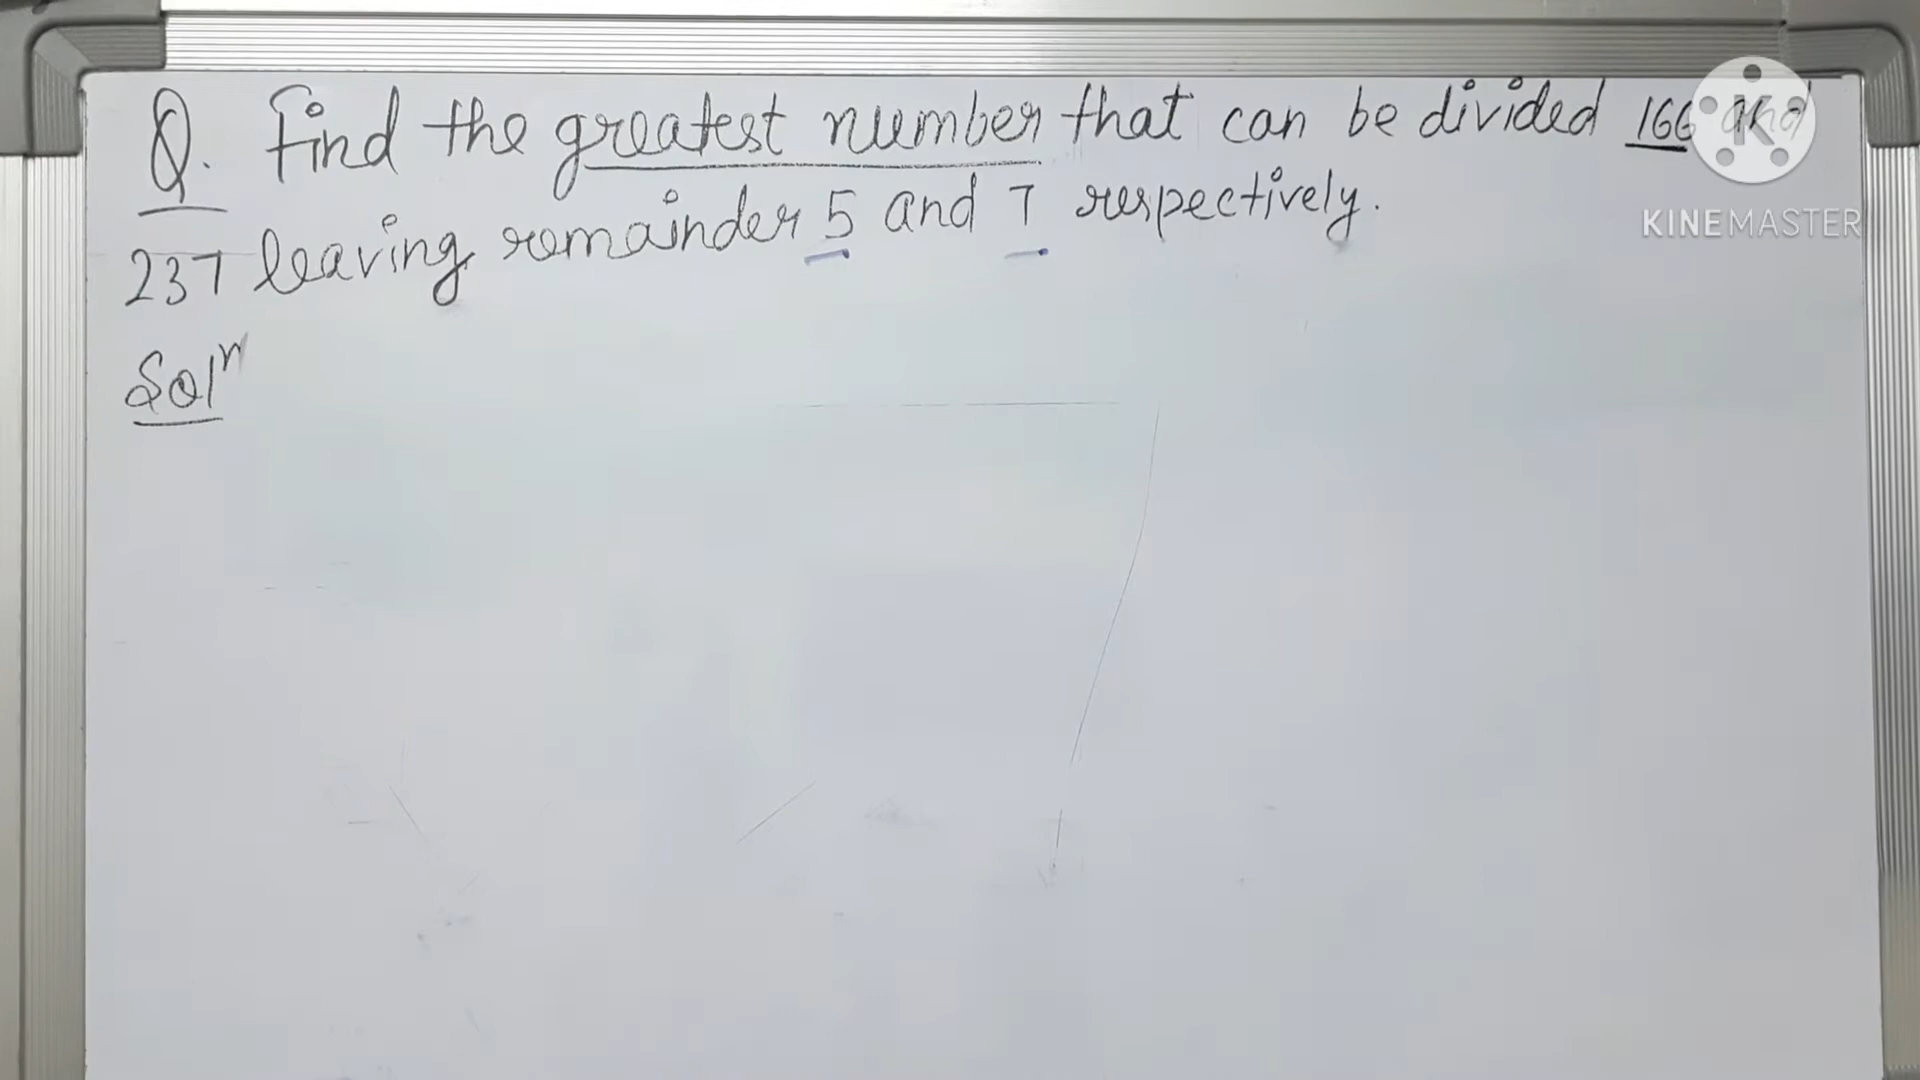 Q. Find the greatest number that can be divided 166 and
237 leaving remainder 5 and 7 respectively.
Solⁿ
K
KINEMASTER